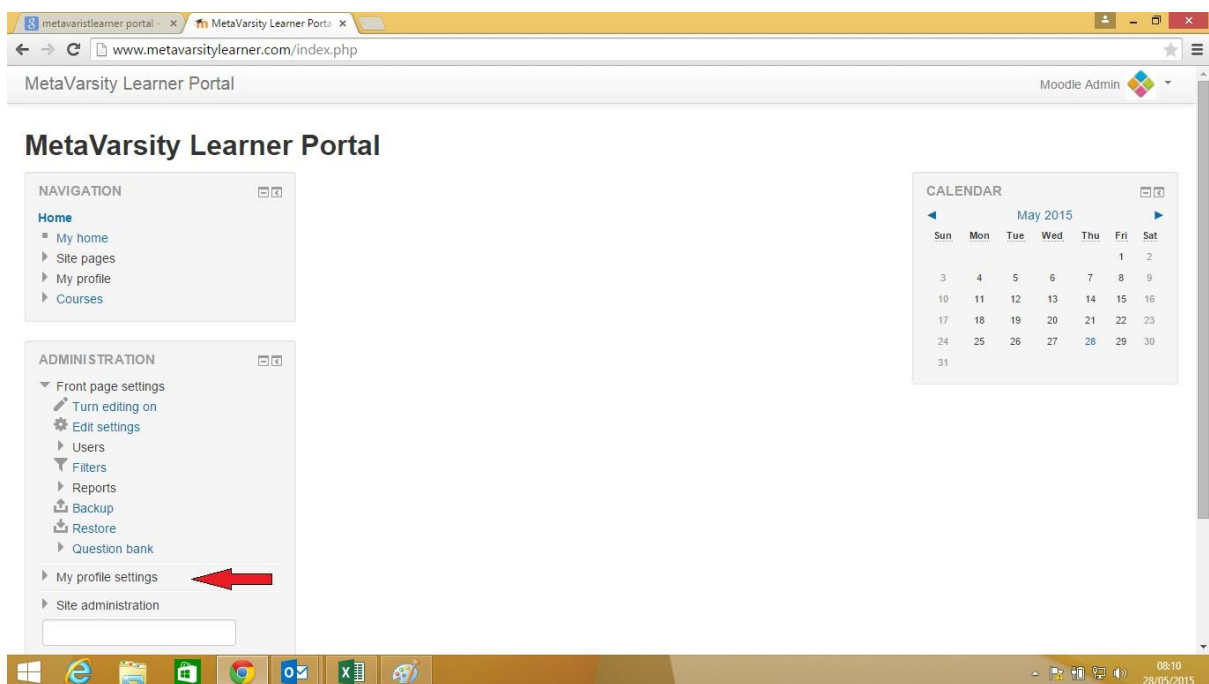 metavaristlearner portal -
MetaVarsity Learner Porta
www.metavarsitylearner.com/index.php
MetaVarsity Learner Portal
Moodle Admin
MetaVarsity Learner Portal
NAVIGATION
Home
My home
Site pages
My profile
Courses
ADMINISTRATION
Front page settings
Turn editing on
Edit settings
Users
Filters
Reports
Backup
Restore
Question bank
My profile settings
Site administration
CALENDAR
May 2015
Sun Mon Tue Wed Thu Fri Sat
1 2
3 4 5 6 7 8 9
10 11 12 13 14 15 16
17 18 19 20 21 22 23
24 25 26 27 28 29 30
31
08:10
28/05/2015